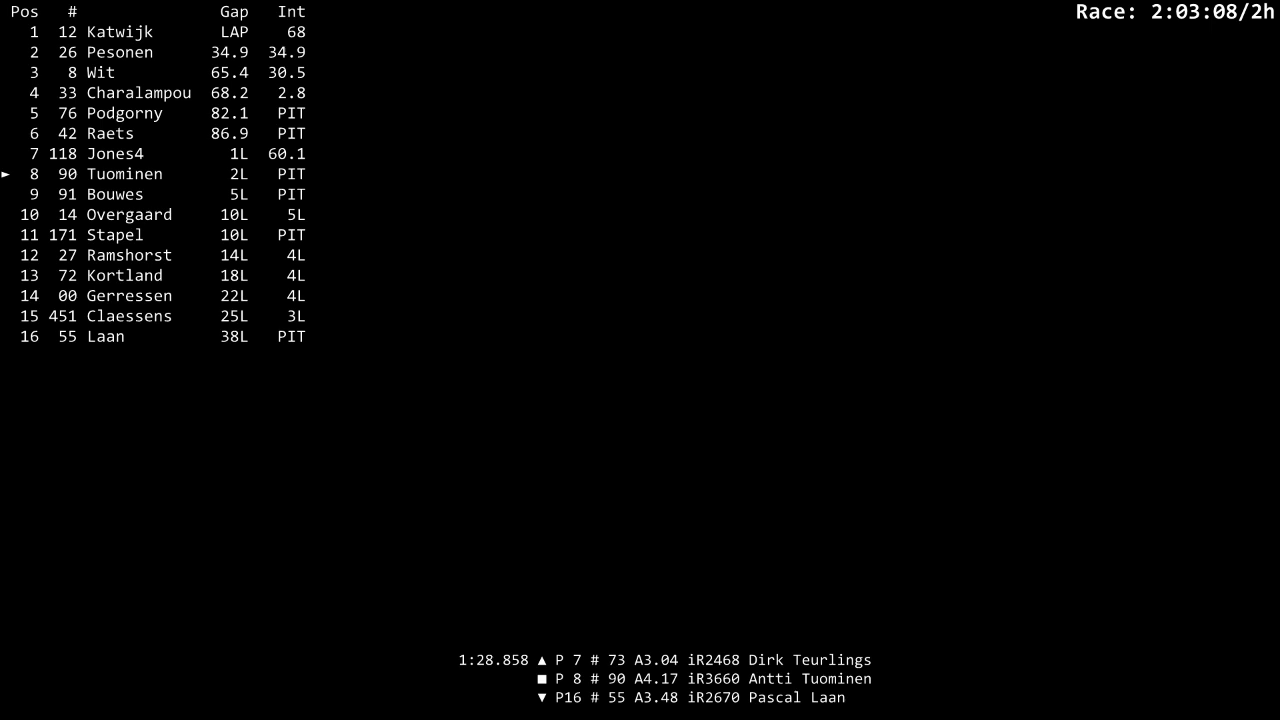 Pos # Gap Int
1 12 Katwijk LAP 68
2 26 Pesonen 34.9 34.9
3 8 Wit 65.4 30.5
4 33 Charalampou 68.2 2.8
5 76 Podgorny 82.1 PIT
6 42 Raets 86.9 PIT
7 118 Jones4 1L 60.1
► 8 90 Tuominen 2L PIT
9 91 Bouwes 5L PIT
10 14 Overgaard 10L 5L
11 171 Stapel 10L PIT
12 27 Ramshorst 14L 4L
13 72 Kortland 18L 4L
14 00 Gerressen 22L 4L
15 451 Claessens 25L 3L
16 55 Laan 38L PIT
Race: 2:03:08/2h
1:28.858 ▲ P 7 # 73 A3.04 iR2468 Dirk Teurlings
■ P 8 # 90 A4.17 iR3660 Antti Tuominen
▼ P16 # 55 A3.48 iR2670 Pascal Laan